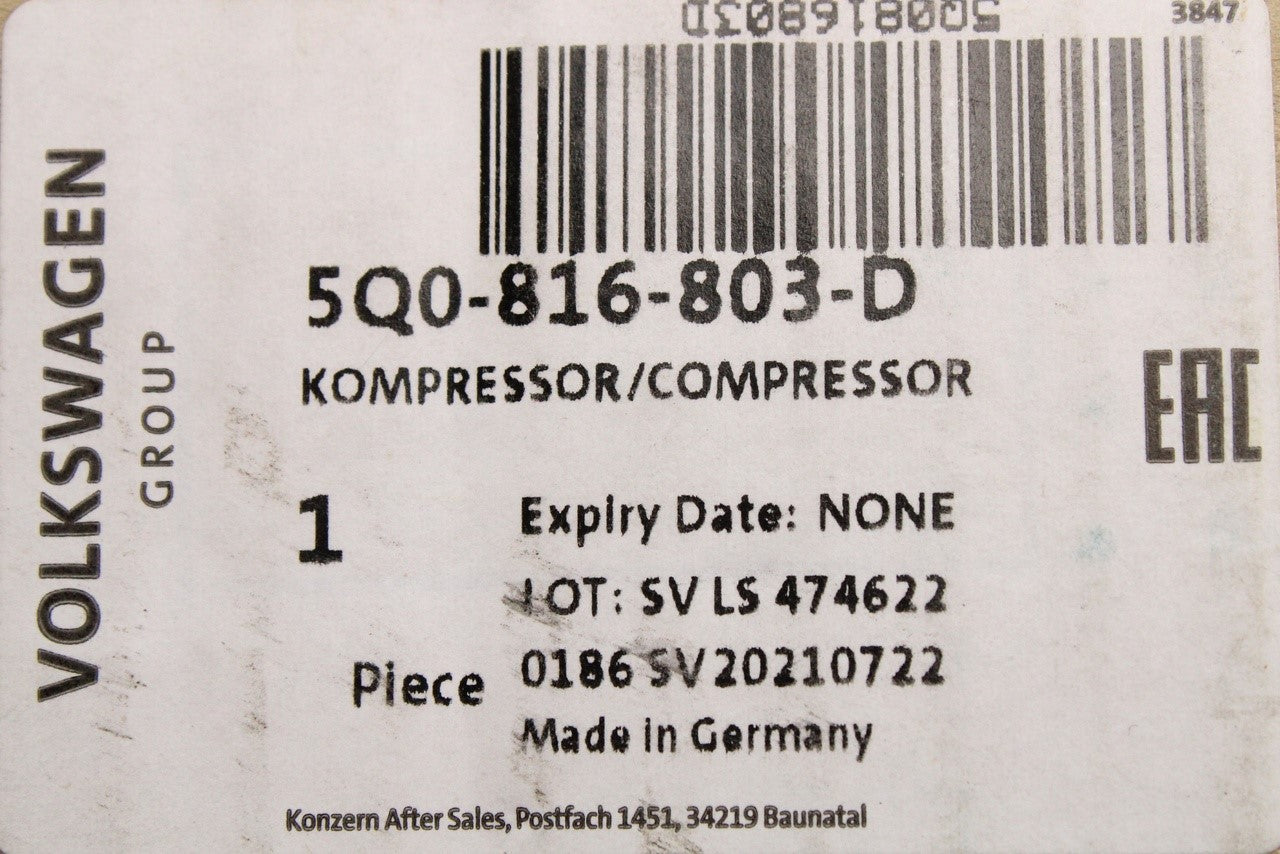 5Q0816803D
3847
VOLKSWAGEN
GROUP
5Q0-816-803-D
KOMPRESSOR/COMPRESSOR
EAC
1
Piece
Expiry Date: NONE
LOT: SV LS 474622
0186 SV20210722
Made in Germany
Konzern After Sales, Postfach 1451, 34219 Baunatal